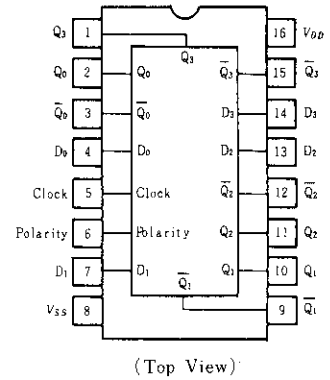 Q₃ 1 16 V_DD
Q₃
Q₀ 2 Q₀ Q̅₃ 15 Q̅₃
Q̅₀ 3 Q̅₀ D₃ 14 D₃
D₀ 4 D₀ D₂ 13 D₂
Clock 5 Clock Q̅₂ 12 Q̅₂
Polarity 6 Polarity Q₂ 11 Q₂
D₁ 7 D₁ Q₁ 10 Q₁
Q̅₁
V_SS 8 9 Q̅₁
(Top View)